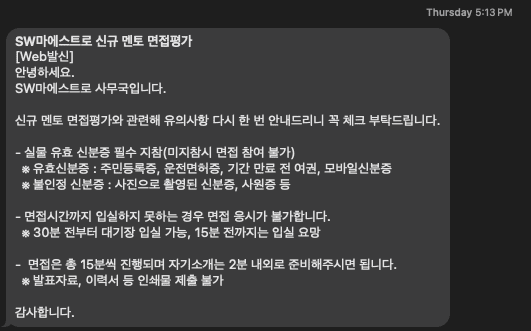 Thursday 5:13 PM
SW마에스트로 신규 멘토 면접평가
[Web발신]
안녕하세요.
SW마에스트로 사무국입니다.
신규 멘토 면접평가와 관련해 유의사항 다시 한 번 안내드리니 꼭 체크 부탁드립니다.
- 실물 유효 신분증 필수 지참(미지참시 면접 참여 불가)
※ 유효신분증 : 주민등록증, 운전면허증, 기간 만료 전 여권, 모바일신분증
※ 불인정 신분증 : 사진으로 촬영된 신분증, 사원증 등
- 면접시간까지 입실하지 못하는 경우 면접 응시가 불가합니다.
※ 30분 전부터 대기장 입실 가능, 15분 전까지는 입실 요망
- 면접은 총 15분씩 진행되며 자기소개는 2분 내외로 준비해주시면 됩니다.
※ 발표자료, 이력서 등 인쇄물 제출 불가
감사합니다.